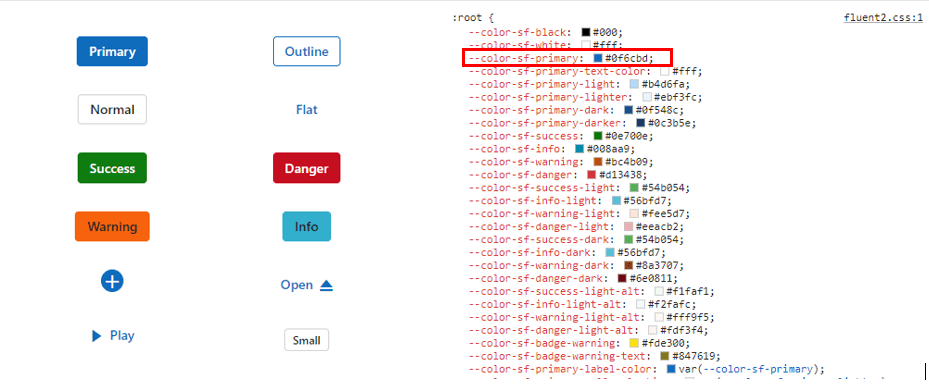 Primary
Outline
Normal
Flat
Success
Danger
Warning
Info
Open
Play
Small
:root {
fluent2.css:1
--color-sf-black: #000;
--color-sf-white: #fff;
--color-sf-primary: #0f6cbd;
--color-sf-primary-text-color: #fff;
--color-sf-primary-light: #b4d6fa;
--color-sf-primary-lighter: #ebf3fc;
--color-sf-primary-dark: #0f548c;
--color-sf-primary-darker: #0c3b5e;
--color-sf-success: #0e700e;
--color-sf-info: #008aa9;
--color-sf-warning: #bc4b09;
--color-sf-danger: #d13438;
--color-sf-success-light: #54b054;
--color-sf-info-light: #56bfd7;
--color-sf-warning-light: #fee5d7;
--color-sf-danger-light: #eeacb2;
--color-sf-success-dark: #54b054;
--color-sf-info-dark: #56bfd7;
--color-sf-warning-dark: #8a3707;
--color-sf-danger-dark: #6e0811;
--color-sf-success-light-alt: #f1faf1;
--color-sf-info-light-alt: #f2fafc;
--color-sf-warning-light-alt: #fff9f5;
--color-sf-danger-light-alt: #fdf3f4;
--color-sf-badge-warning: #fde300;
--color-sf-badge-warning-text: #847619;
--color-sf-primary-label-color: var(--color-sf-primary);